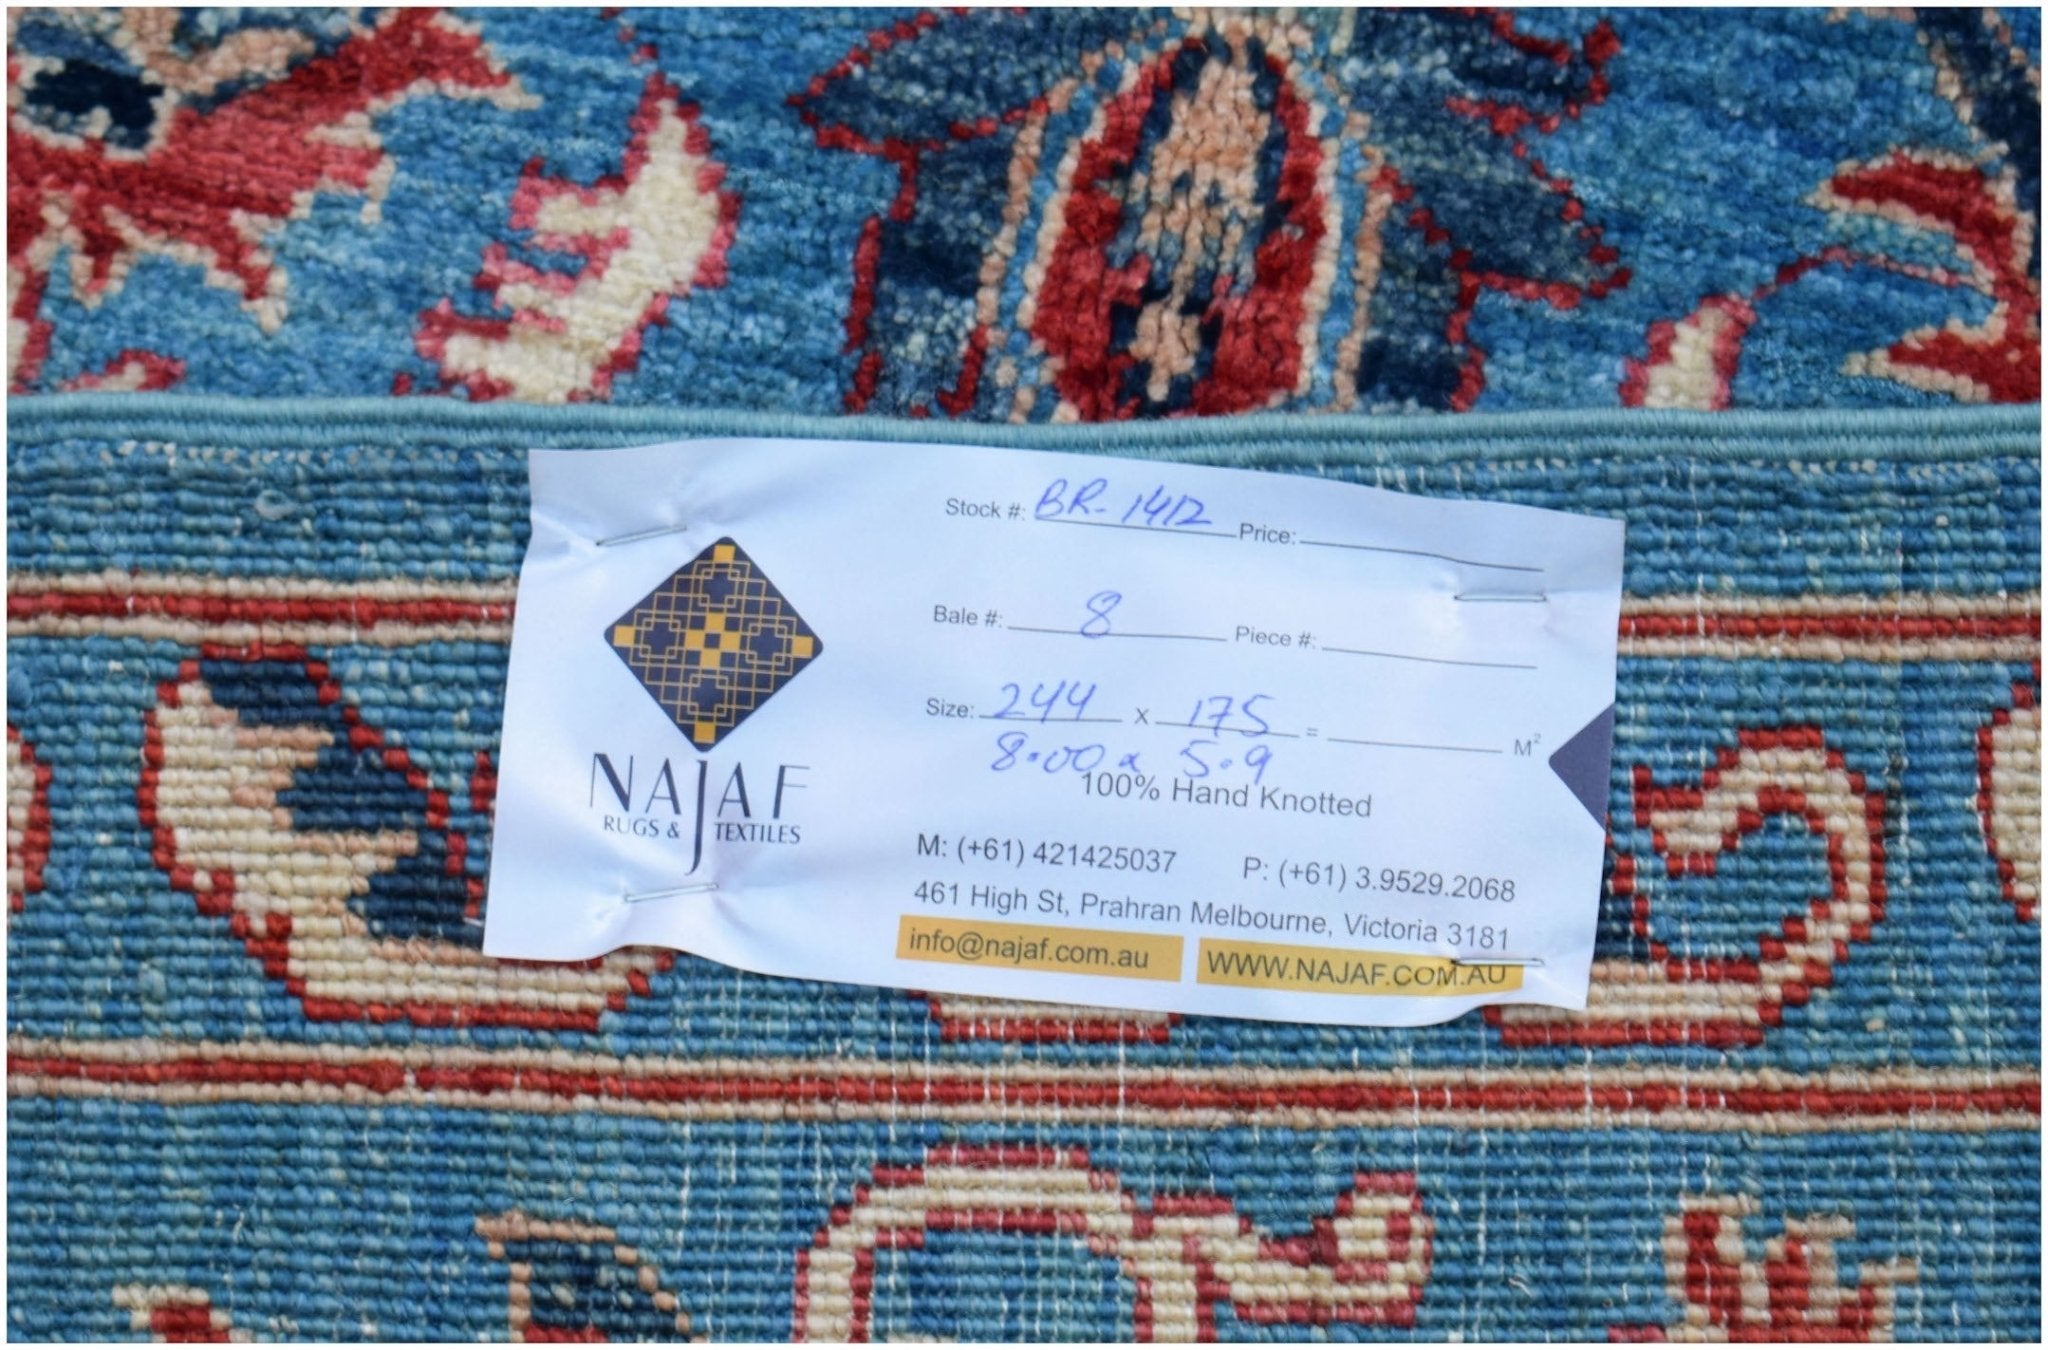 NAJAF
RUGS & TEXTILES
Stock #: BR-1412 Price:
Bale #: 8 Piece #:
Size: 244 x 175 = M²
8.00 x 5.9
100% Hand Knotted
M: (+61) 421425037 P: (+61) 3.9529.2068
461 High St, Prahran Melbourne, Victoria 3181
info@najaf.com.au WWW.NAJAF.COM.AU